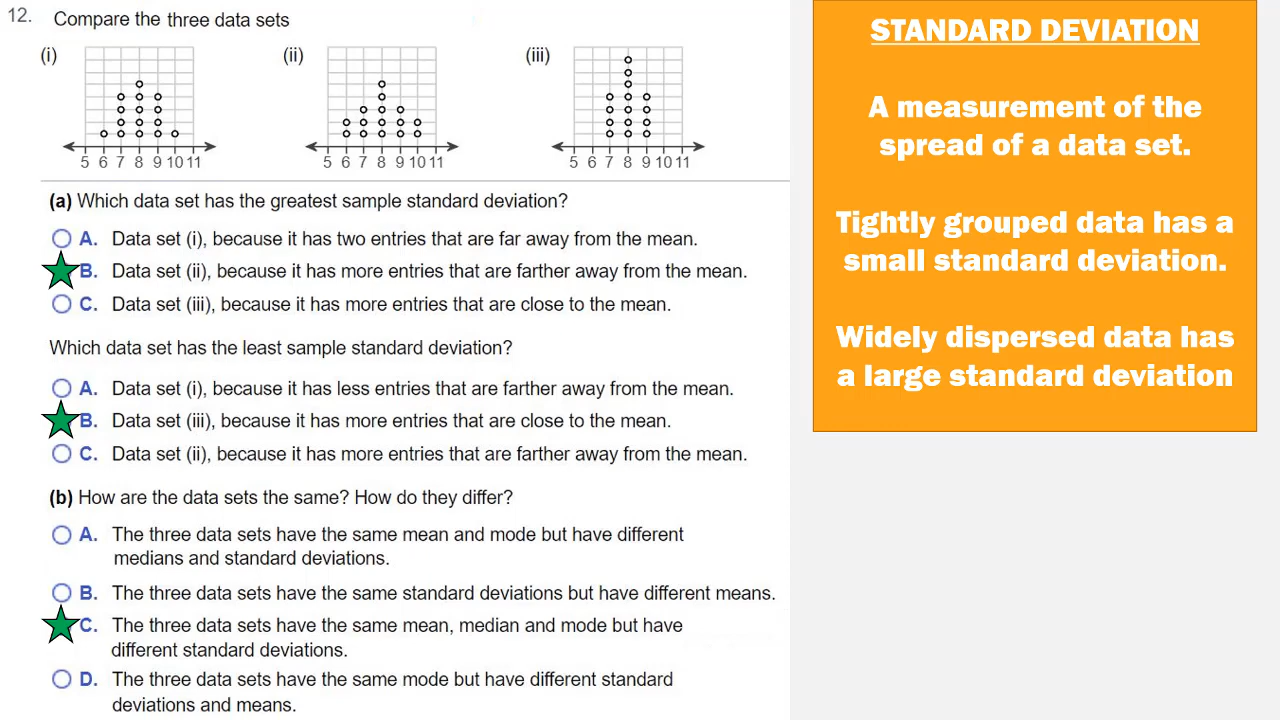 12. Compare the three data sets
(i) (ii) (iii)
5 6 7 8 9 10 11 5 6 7 8 9 10 11 5 6 7 8 9 10 11
(a) Which data set has the greatest sample standard deviation?
A. Data set (i), because it has two entries that are far away from the mean.
B. Data set (ii), because it has more entries that are farther away from the mean.
C. Data set (iii), because it has more entries that are close to the mean.
Which data set has the least sample standard deviation?
A. Data set (i), because it has less entries that are farther away from the mean.
B. Data set (iii), because it has more entries that are close to the mean.
C. Data set (ii), because it has more entries that are farther away from the mean.
(b) How are the data sets the same? How do they differ?
A. The three data sets have the same mean and mode but have different
medians and standard deviations.
B. The three data sets have the same standard deviations but have different means.
C. The three data sets have the same mean, median and mode but have
different standard deviations.
D. The three data sets have the same mode but have different standard
deviations and means.
STANDARD DEVIATION
A measurement of the
spread of a data set.
Tightly grouped data has a
small standard deviation.
Widely dispersed data has
a large standard deviation